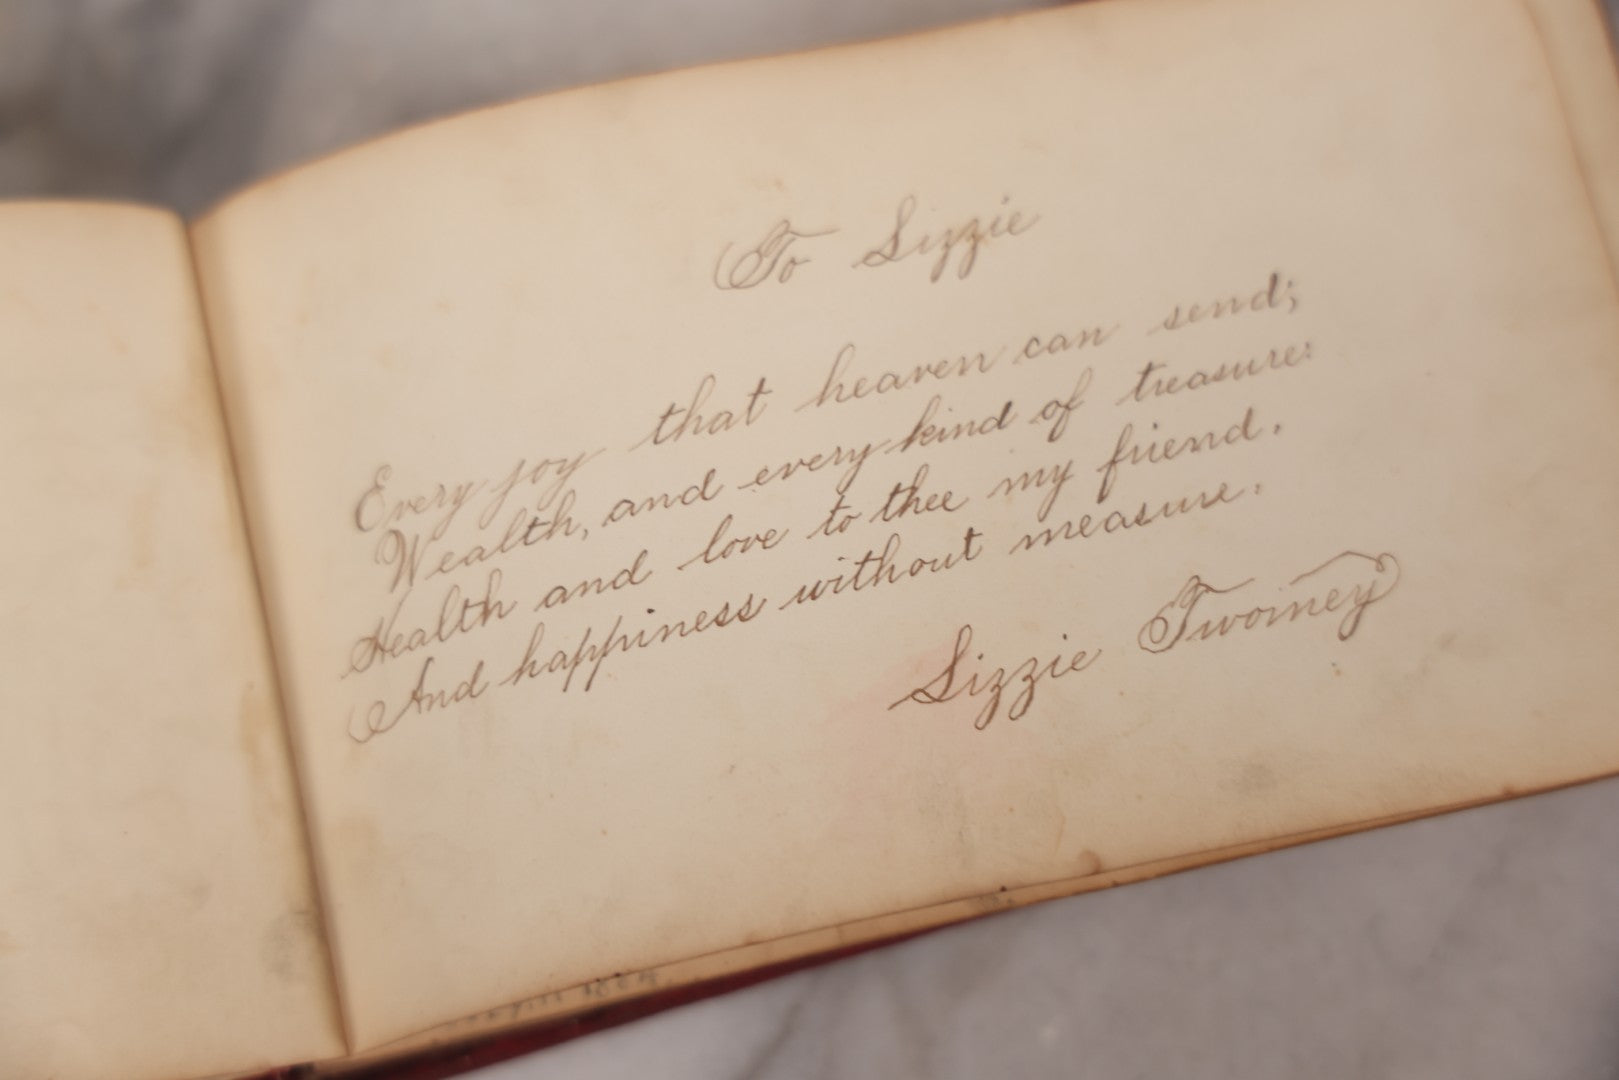 To Lizzie
Every joy that heaven can send;
Wealth, and every kind of treasure:
Health and love to thee my friend.
And happiness without measure.
Lizzie Twomey